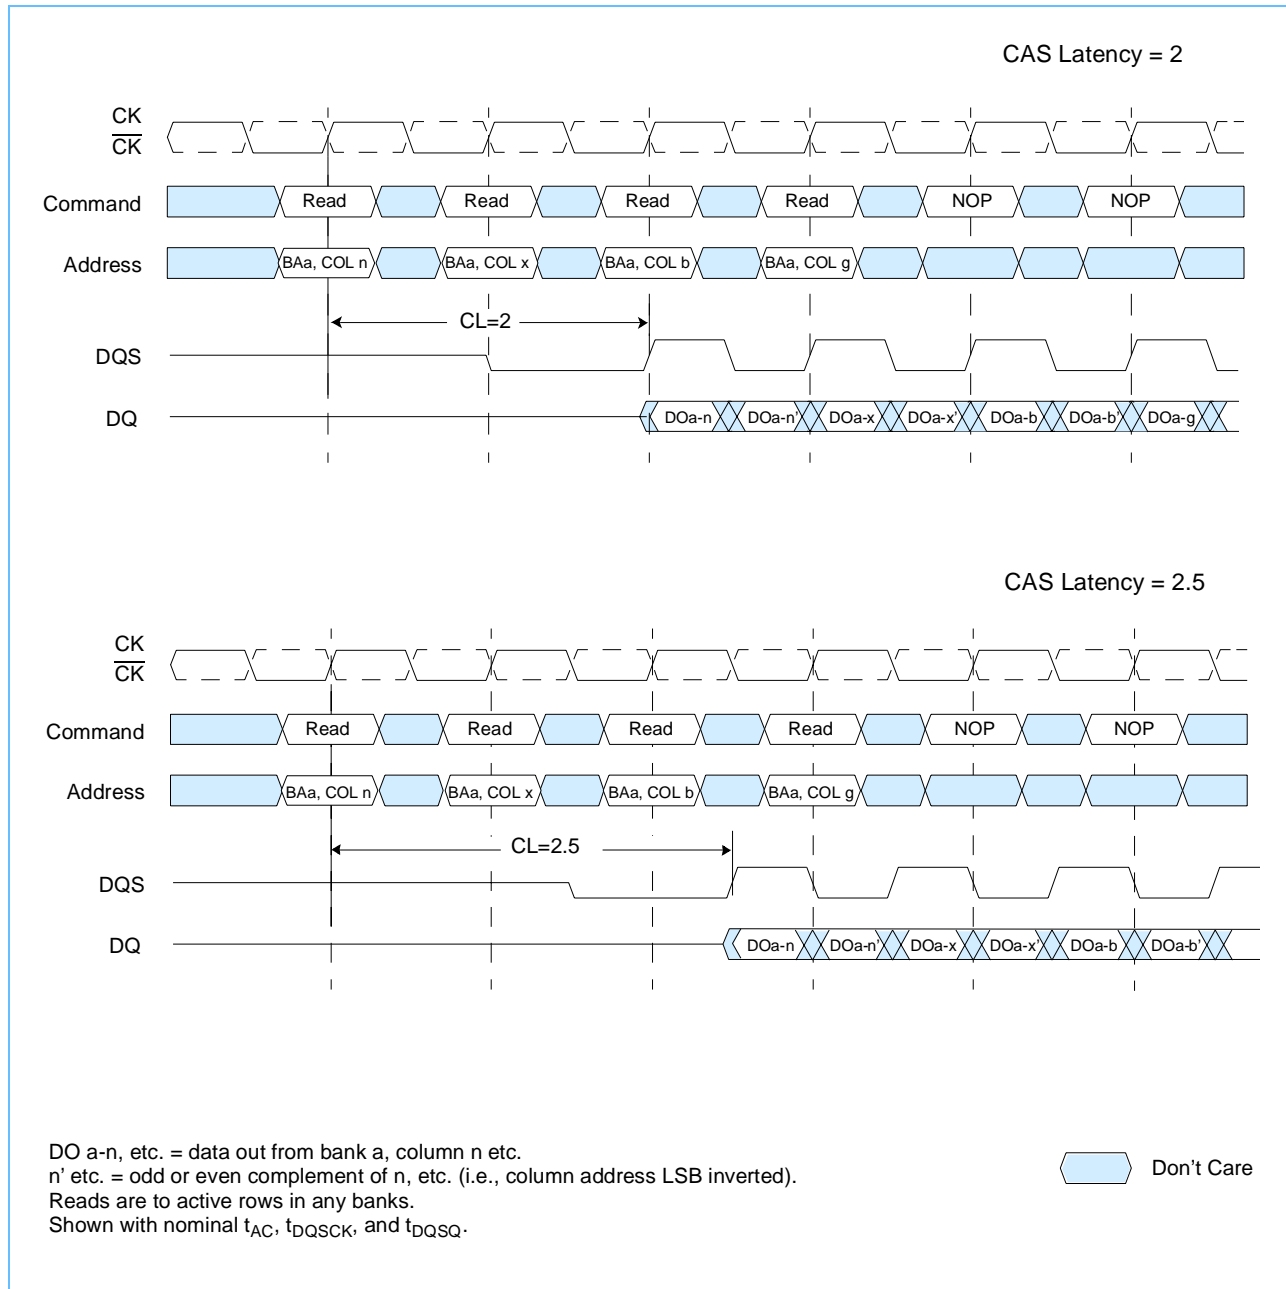 CAS Latency = 2
CK
CK
Command Read Read Read Read NOP NOP
Address BAa, COL n BAa, COL x BAa, COL b BAa, COL g
CL=2
DQS
DQ DOa-n DOa-n’ DOa-x DOa-x’ DOa-b DOa-b’ DOa-g
CAS Latency = 2.5
CK
CK
Command Read Read Read Read NOP NOP
Address BAa, COL n BAa, COL x BAa, COL b BAa, COL g
CL=2.5
DQS
DQ DOa-n DOa-n’ DOa-x DOa-x’ DOa-b DOa-b’
DO a-n, etc. = data out from bank a, column n etc.
n’ etc. = odd or even complement of n, etc. (i.e., column address LSB inverted).
Reads are to active rows in any banks.
Shown with nominal tAC, tDQSCK, and tDQSQ.
Don’t Care